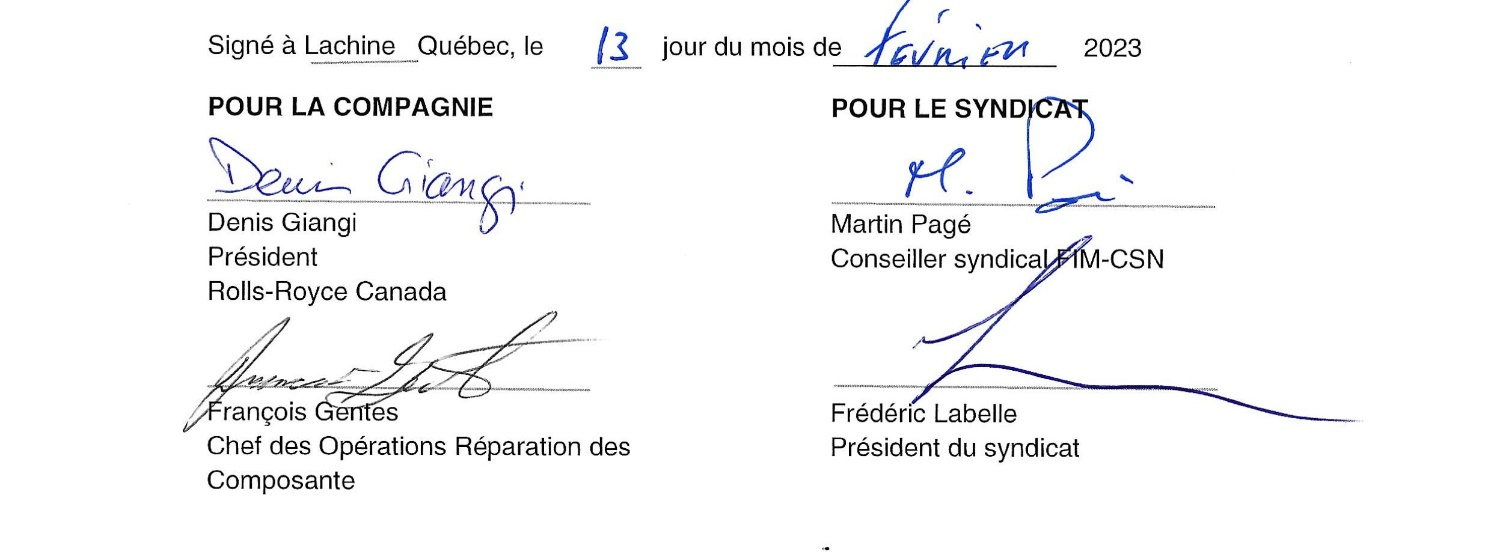 Signé à Lachine Québec, le 13 jour du mois de février 2023
POUR LA COMPAGNIE
Denis Giangi
Denis Giangi
Président
Rolls-Royce Canada
François Gentes
Chef des Opérations Réparation des
Composante
POUR LE SYNDICAT
M.
Martin Pagé
Conseiller syndical FIM-CSN
Frédéric Labelle
Président du syndicat